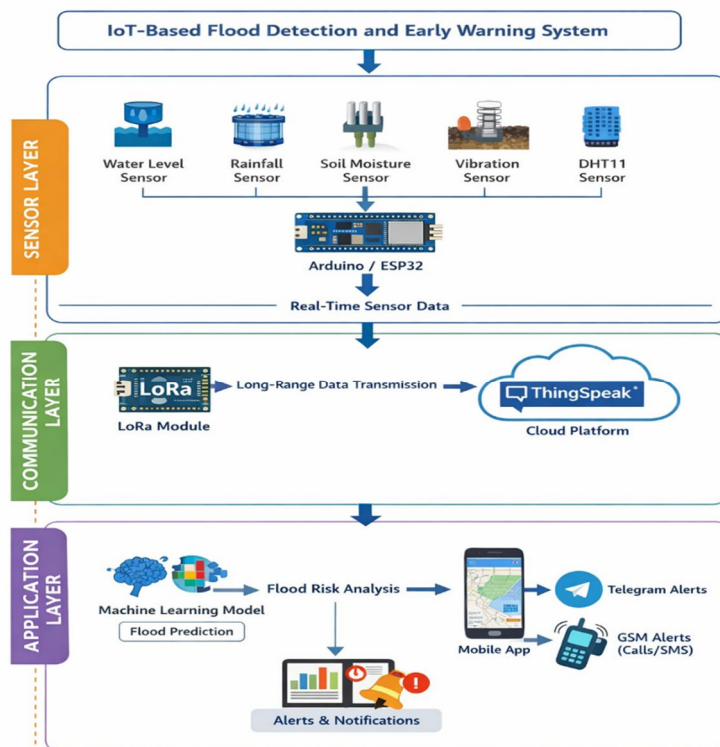 IoT-Based Flood Detection and Early Warning System
SENSOR LAYER
Water Level
Sensor
Rainfall
Sensor
Soil Moisture
Sensor
Vibration
Sensor
DHT11
Sensor
Arduino / ESP32
Real-Time Sensor Data
COMMUNICATION
LAYER
LoRa
LoRa Module
Long-Range Data Transmission
ThingSpeak
Cloud Platform
APPLICATION
LAYER
Machine Learning Model
Flood Prediction
Flood Risk Analysis
Mobile App
Telegram Alerts
GSM Alerts
(Calls/SMS)
Alerts & Notifications